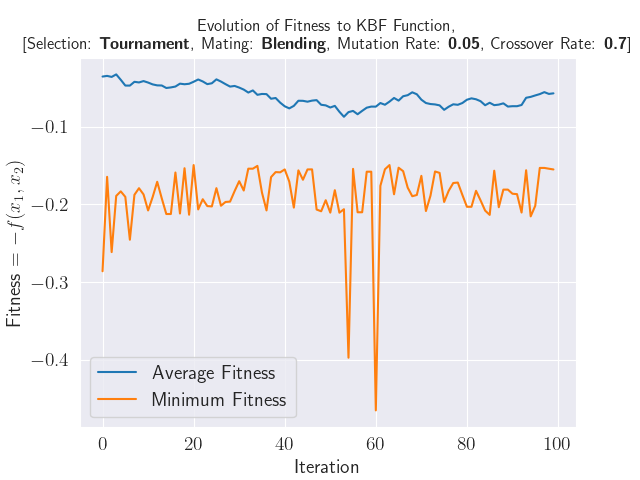 Evolution of Fitness to KBF Function,
[Selection: Tournament, Mating: Blending, Mutation Rate: 0.05, Crossover Rate: 0.7]
Fitness = −f(x₁, x₂)
−0.1
−0.2
−0.3
−0.4
Average Fitness
Minimum Fitness
0 20 40 60 80 100
Iteration